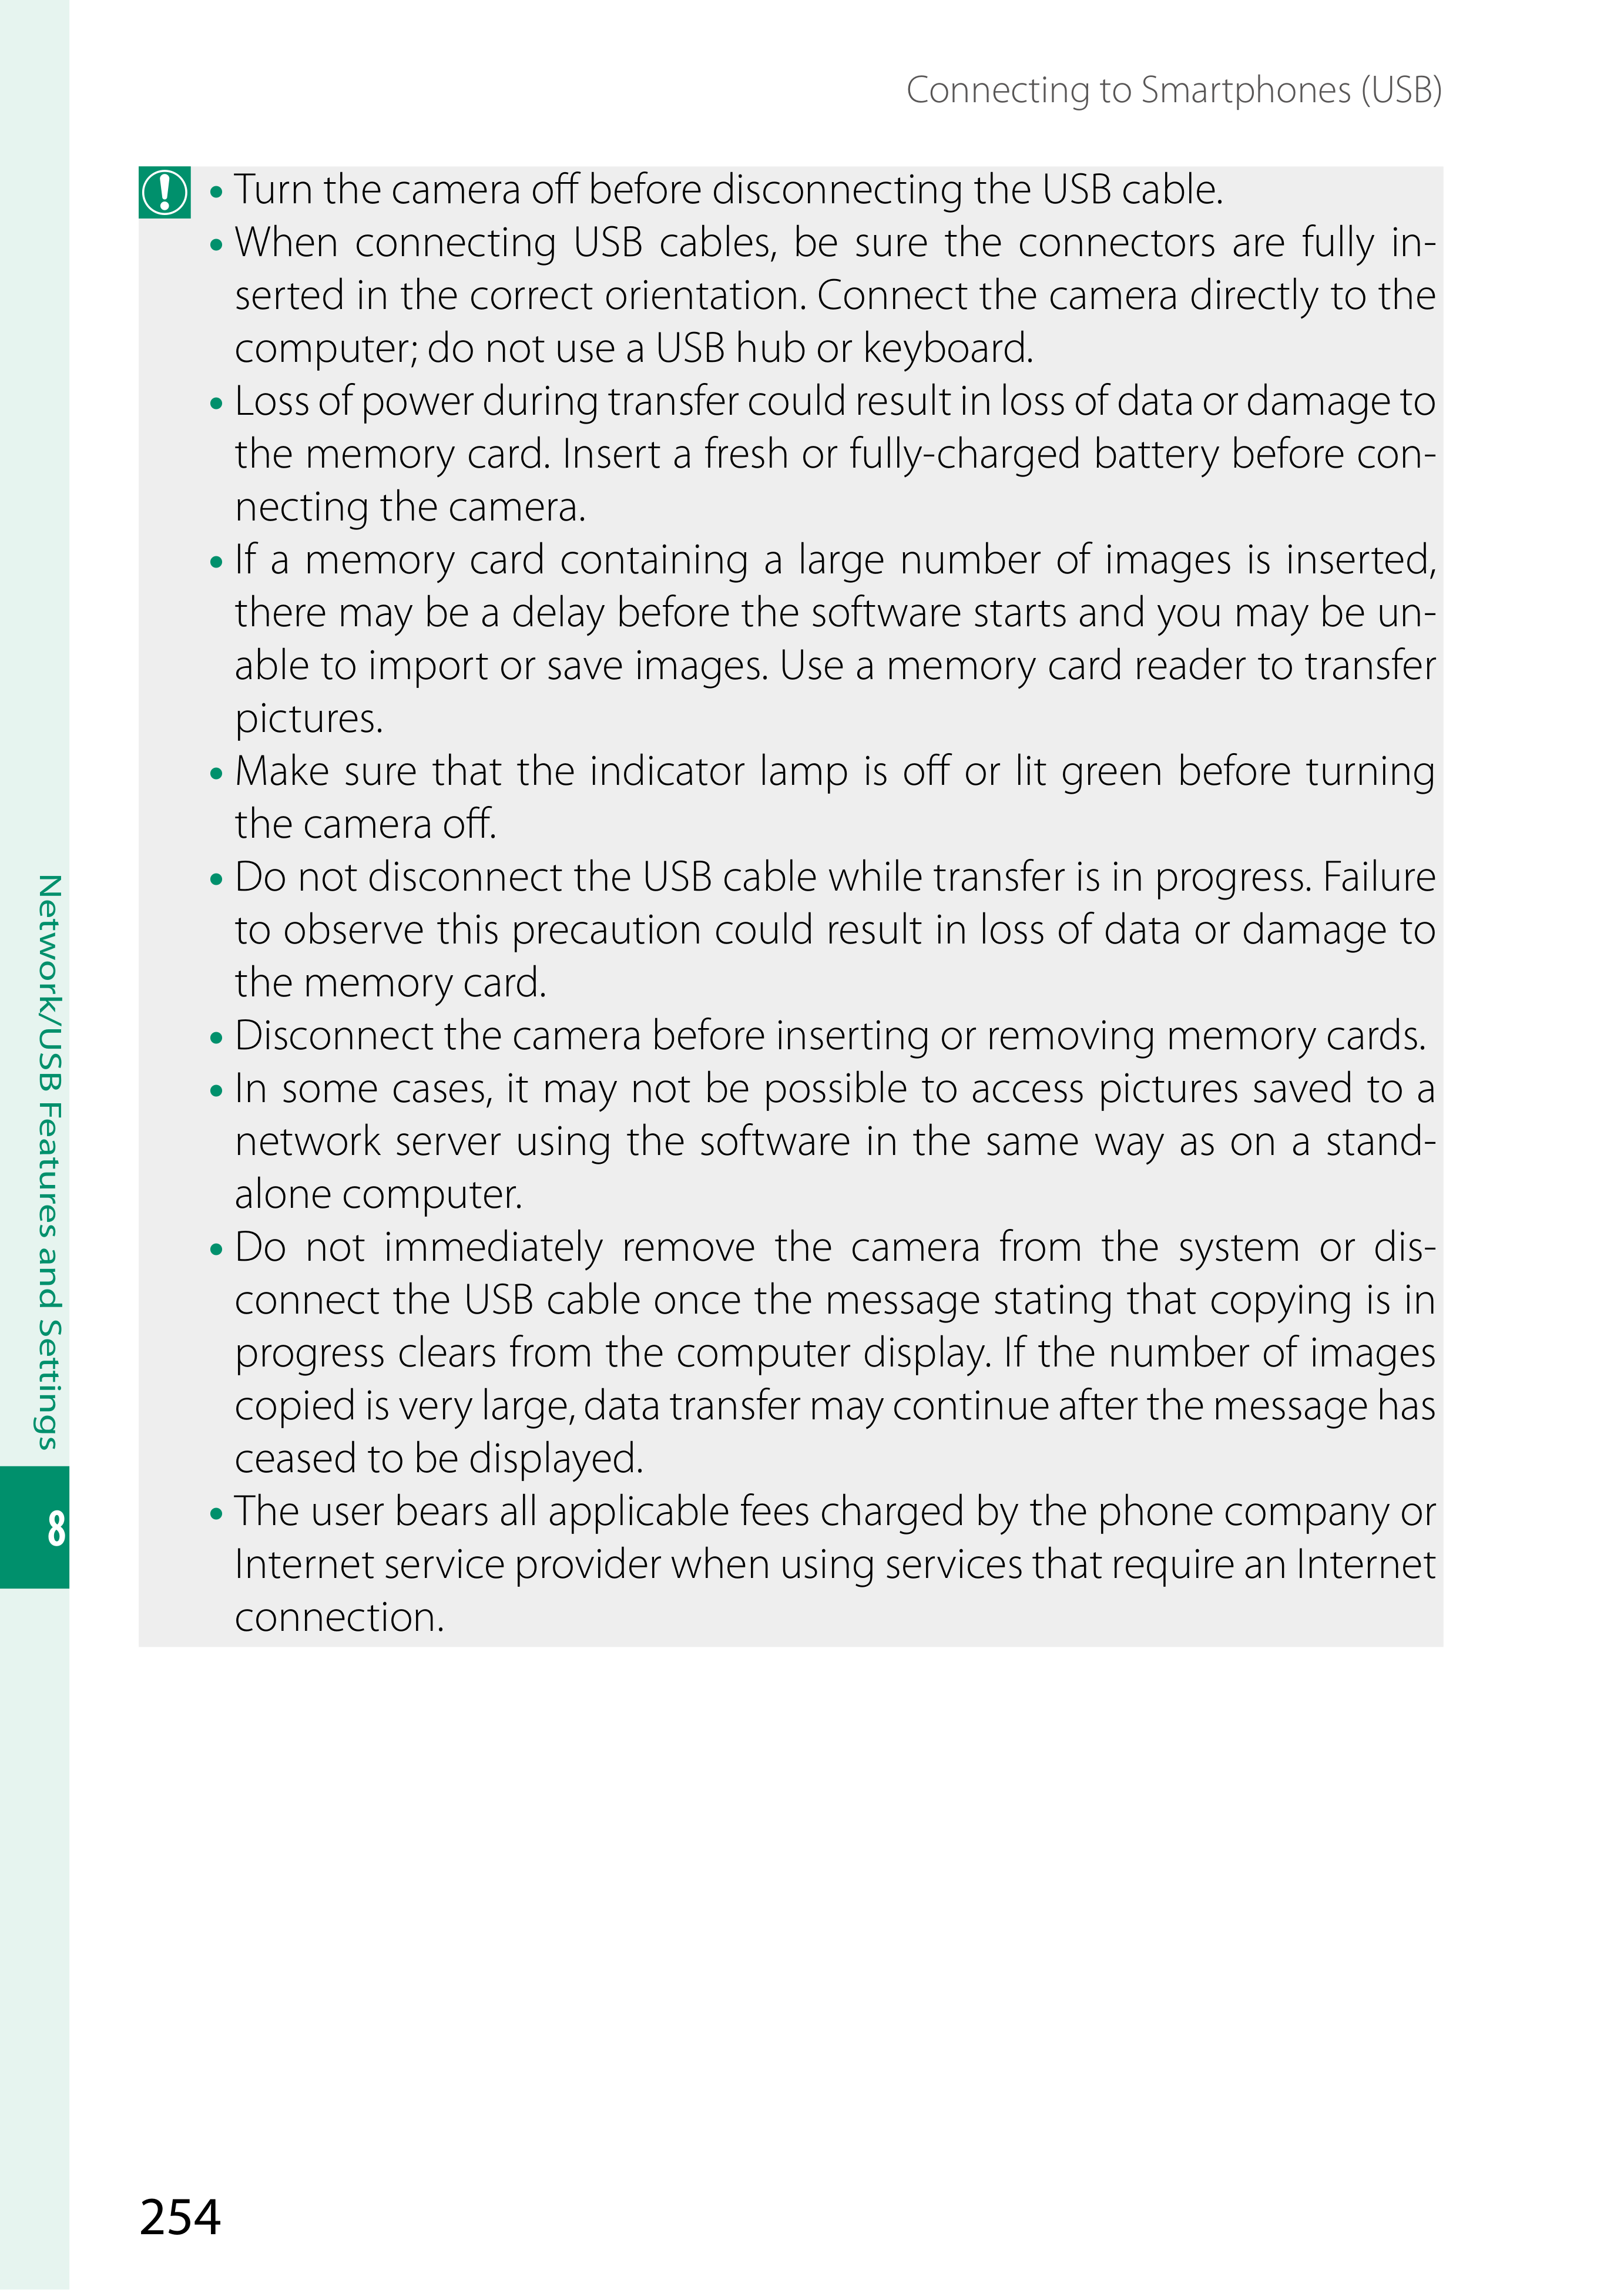 Connecting to Smartphones (USB)
• Turn the camera off before disconnecting the USB cable.
• When connecting USB cables, be sure the connectors are fully in-
serted in the correct orientation. Connect the camera directly to the
computer; do not use a USB hub or keyboard.
• Loss of power during transfer could result in loss of data or damage to
the memory card. Insert a fresh or fully-charged battery before con-
necting the camera.
• If a memory card containing a large number of images is inserted,
there may be a delay before the software starts and you may be un-
able to import or save images. Use a memory card reader to transfer
pictures.
• Make sure that the indicator lamp is off or lit green before turning
the camera off.
• Do not disconnect the USB cable while transfer is in progress. Failure
to observe this precaution could result in loss of data or damage to
the memory card.
• Disconnect the camera before inserting or removing memory cards.
• In some cases, it may not be possible to access pictures saved to a
network server using the software in the same way as on a stand-
alone computer.
• Do not immediately remove the camera from the system or dis-
connect the USB cable once the message stating that copying is in
progress clears from the computer display. If the number of images
copied is very large, data transfer may continue after the message has
ceased to be displayed.
• The user bears all applicable fees charged by the phone company or
Internet service provider when using services that require an Internet
connection.
Network/USB Features and Settings
8
254